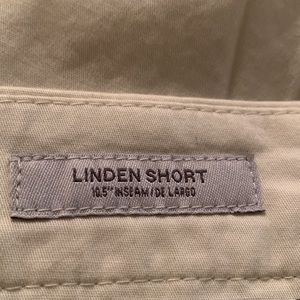 LINDEN SHORT
10.5" INSEAM/DE LARGO